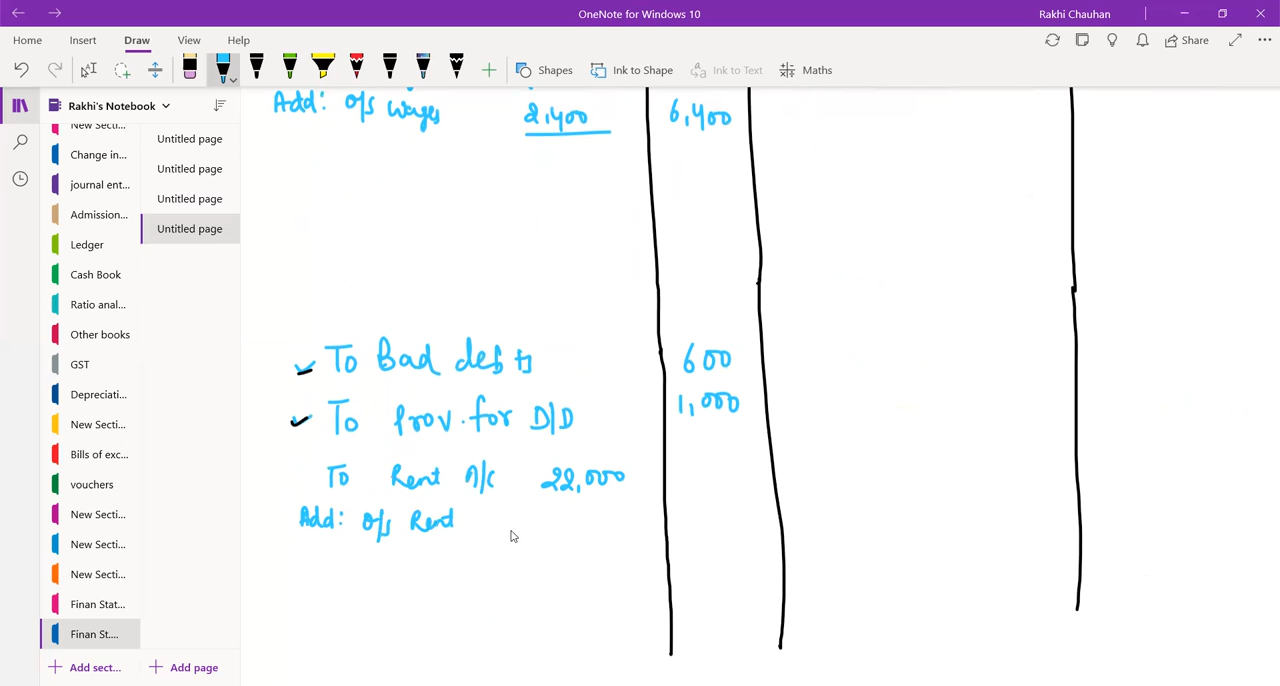 OneNote for Windows 10
Rakhi Chauhan
Home
Insert
Draw
View
Help
Share
Shapes
Ink to Shape
Ink to Text
Maths
Rakhi's Notebook
New Secti...
Change in...
journal ent...
Admission...
Ledger
Cash Book
Ratio anal...
Other books
GST
Depreciati...
New Secti...
Bills of exc...
vouchers
New Secti...
New Secti...
New Secti...
Finan Stat...
Finan St....
Add sect...
Untitled page
Untitled page
Untitled page
Untitled page
Add page
Add: O/s Wages 2,400 6,400
To Bad debts 600
To Prov. for D/D 1,000
To Rent A/c 22,000
Add: O/s Rent